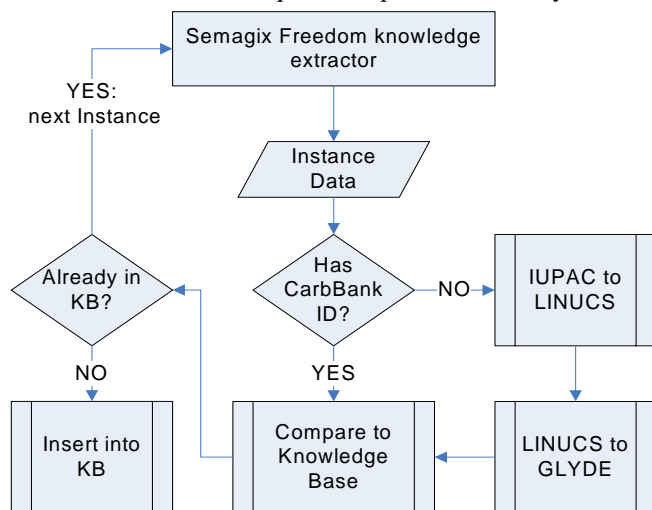 Semagix Freedom knowledge
extractor
YES:
next Instance
Instance
Data
Has
CarbBank
ID?
NO
IUPAC to
LINUCS
Already in
KB?
NO
YES
Insert into
KB
Compare to
Knowledge
Base
LINUCS to
GLYDE